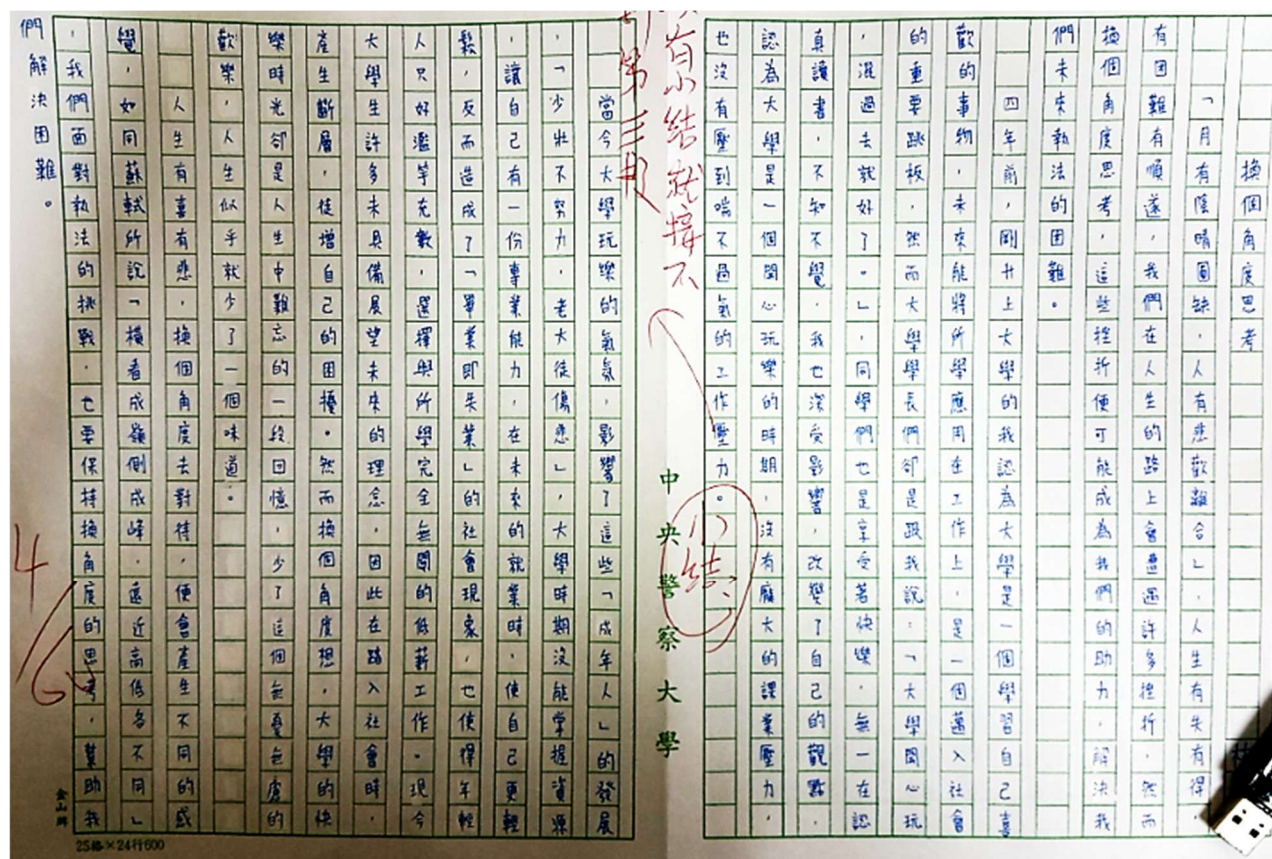 換個角度思考
「月有陰晴圓缺，人有悲歡離合」，人生有失有得
有困難有順遂，我們在人生的路上會遭遇許多挫折，然而
換個角度思考，這些挫折便可能成為我們的助力，解決我
們未來執法的困難。
四年前，剛升上大學的我認為大學是一個學習自己喜
歡的事物，未來能將所學應用在工作上，是一個邁入社會
的重要跳板，然而大學學長們卻是跟我說：「大學開心玩
，混過去就好了。」，同學們也是享受著快樂，無一在認
真讀書，不知不覺，我也深受影響，改變了自己的觀點
認為大學是一個開心玩樂的時期，沒有龐大的課業壓力，
也沒有壓到喘不過氣的工作壓力。
小結
有小結就接不
第三段
中央警察大學
當今大學玩樂的氣氛，影響了這些「成年人」的發展
，「少壯不努力，老大徒傷悲」，大學時期沒能掌握資源
，讓自己有一份專業能力，在未來的就業時，使自己更輕
鬆，反而造成了「畢業即失業」的社會現象，也使得年輕
人只好濫竽充數，選擇與所學完全無關的低薪工作。現今
大學生許多未具備展望未來的理念，因此在踏入社會時，
產生斷層，徒增自己的困擾。然而換個角度想，大學的快
樂時光卻是人生中難忘的一段回憶，少了這個無憂無慮的
歡樂，人生似乎就少了一個味道。
人生有喜有悲，換個角度去對待，便會產生不同的感
覺，如同蘇軾所說「橫看成嶺側成峰，遠近高低各不同」
，我們面對執法的挑戰，也要保持換角度的思考，幫助我
們解決困難。
金山牌
25格×24行600